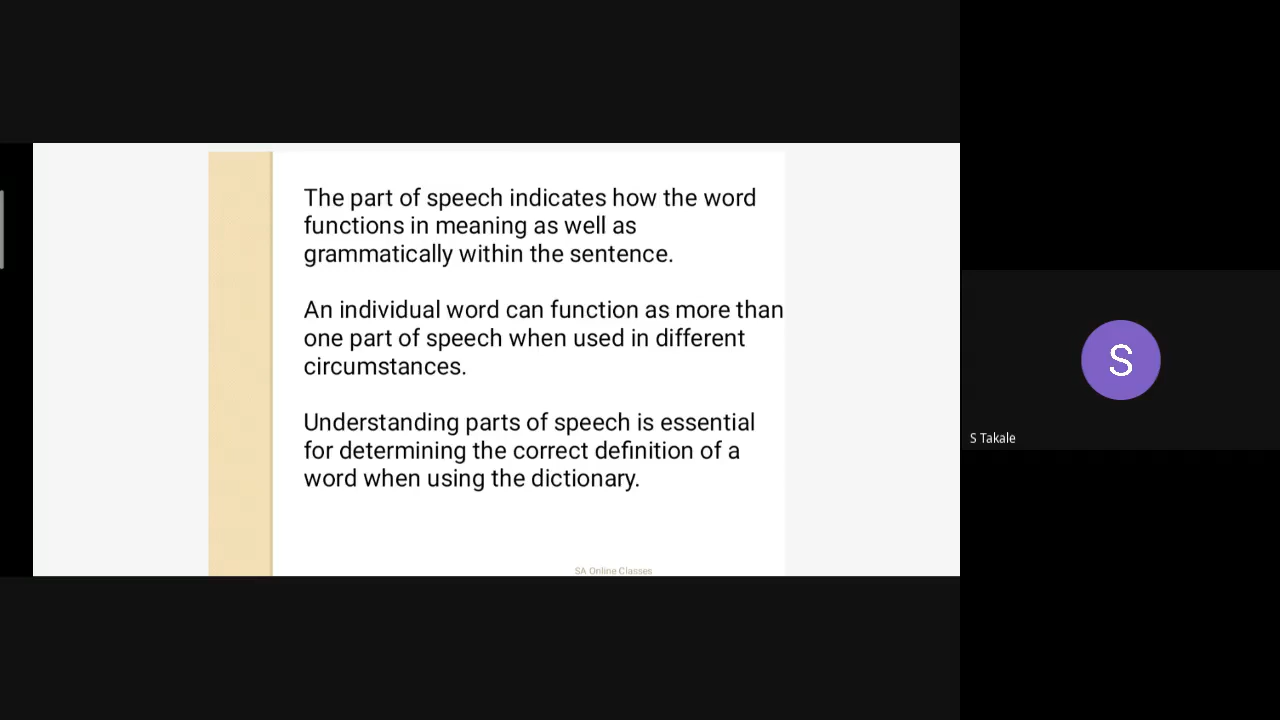 The part of speech indicates how the word
functions in meaning as well as
grammatically within the sentence.
An individual word can function as more than
one part of speech when used in different
circumstances.
Understanding parts of speech is essential
for determining the correct definition of a
word when using the dictionary.
SA Online Classes
S
S Takale